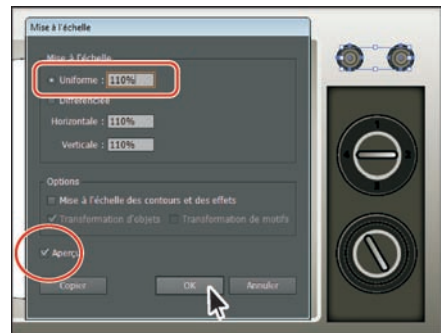 Mise à l'échelle
Mise à l'échelle
Uniforme : 110%
Différenciée
Horizontale : 110%
Verticale : 110%
Options
Mise à l'échelle des contours et des effets
Transformation d'objets Transformation de motifs
Aperçu
Copier OK Annuler